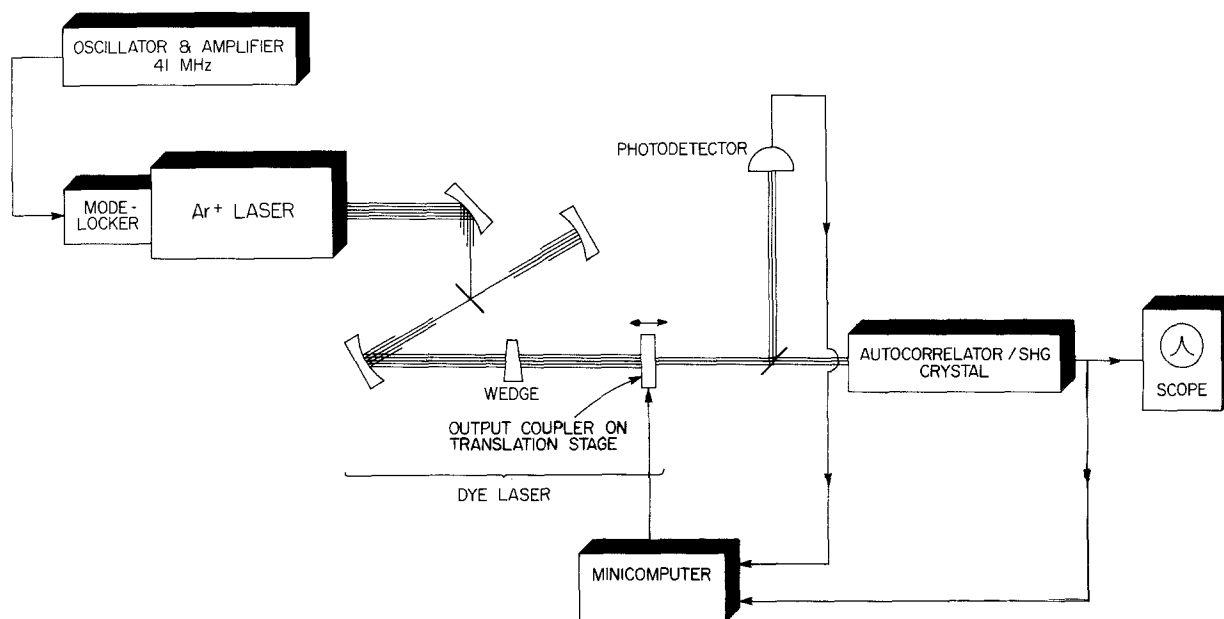 OSCILLATOR & AMPLIFIER
41 MHz
MODE-
LOCKER
Ar+ LASER
PHOTODETECTOR
WEDGE
OUTPUT COUPLER ON
TRANSLATION STAGE
DYE LASER
AUTOCORRELATOR / SHG
CRYSTAL
SCOPE
MINICOMPUTER